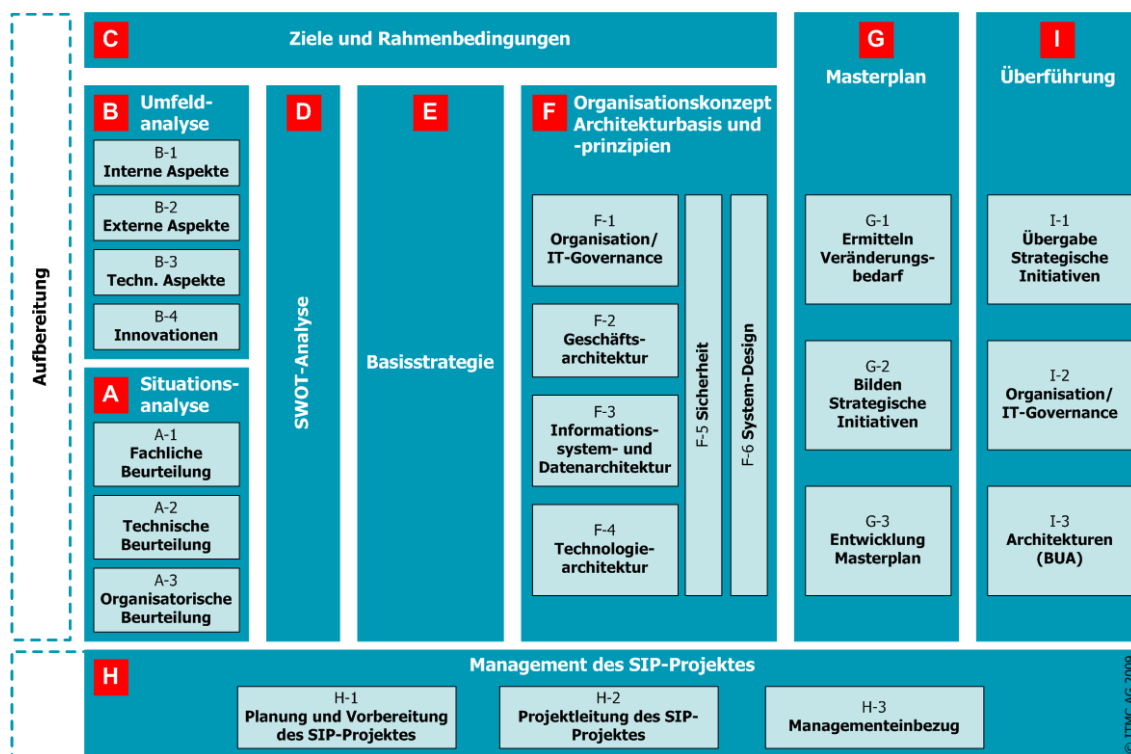 C
Ziele und Rahmenbedingungen
G
Masterplan
I
Überführung
B
Umfeld-
analyse
B-1
Interne Aspekte
B-2
Externe Aspekte
B-3
Techn. Aspekte
B-4
Innovationen
A
Situations-
analyse
A-1
Fachliche
Beurteilung
A-2
Technische
Beurteilung
A-3
Organisatorische
Beurteilung
D
SWOT-Analyse
E
Basisstrategie
F
Organisationskonzept
Architekturbasis und
-prinzipien
F-1
Organisation/
IT-Governance
F-2
Geschäfts-
architektur
F-3
Informations-
system- und
Datenarchitektur
F-4
Technologie-
architektur
F-5 Sicherheit
F-6 System-Design
G-1
Ermitteln
Veränderungs-
bedarf
G-2
Bilden
Strategische
Initiativen
G-3
Entwicklung
Masterplan
I-1
Übergabe
Strategische
Initiativen
I-2
Organisation/
IT-Governance
I-3
Architekturen
(BUA)
Aufbereitung
H
Management des SIP-Projektes
H-1
Planung und Vorbereitung
des SIP-Projektes
H-2
Projektleitung des SIP-
Projektes
H-3
Managementeinbezug
© ITMC AG 2009